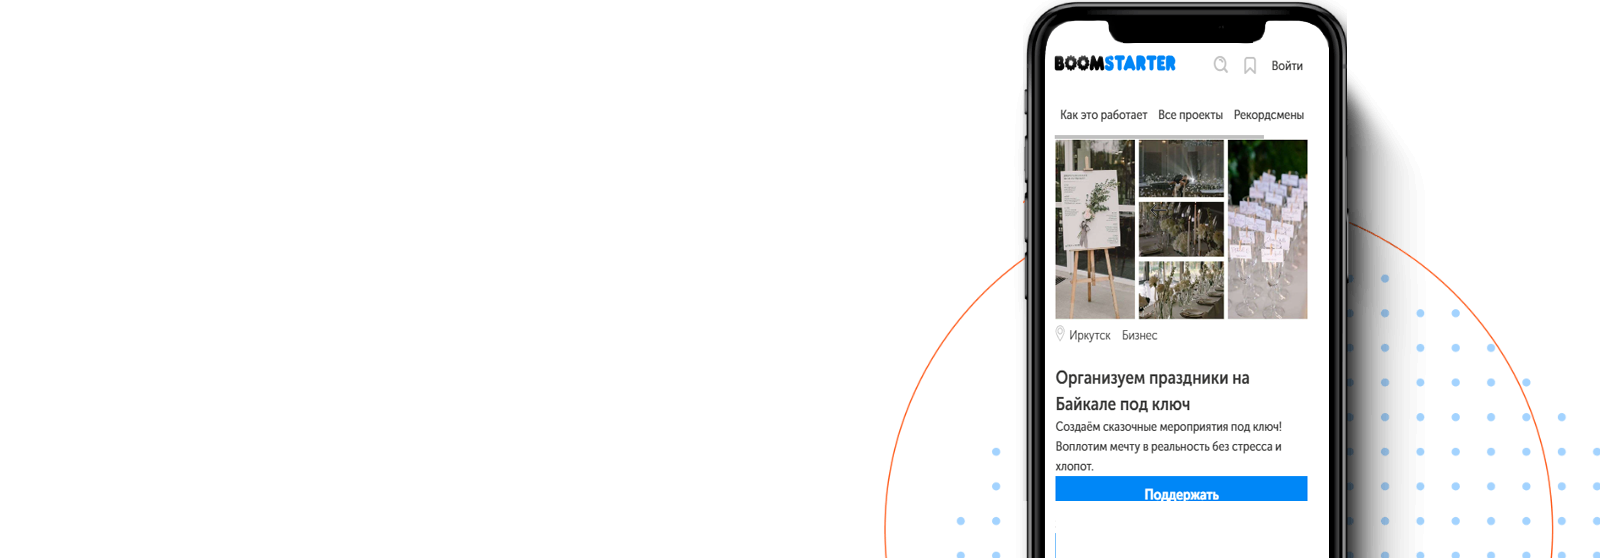 BOOMSTARTER
Войти
Как это работает Все проекты Рекордсмены
Иркутск Бизнес
Организуем праздники на
Байкале под ключ
Создаём сказочные мероприятия под ключ!
Воплотим мечту в реальность без стресса и
хлопот.
Поддержать